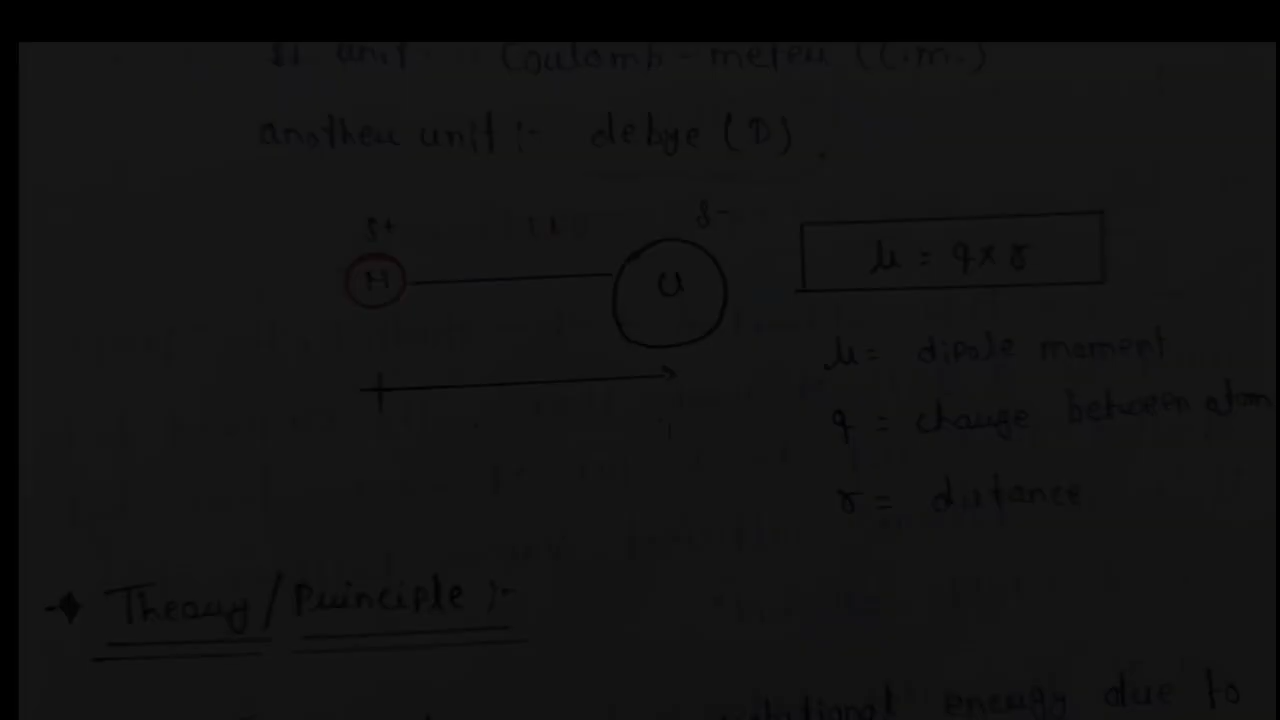 SI unit :- Coulomb - meter (C.m.)
another unit :- debye (D).
δ+ δ-
H Cl
μ = q × r
μ = dipole moment
q = charge between atom
r = distance
Theory / Principle :-
energy due to